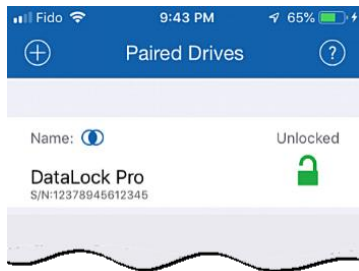 Fido 9:43 PM 65%
Paired Drives ?
Name: Unlocked
DataLock Pro
S/N:12378945612345